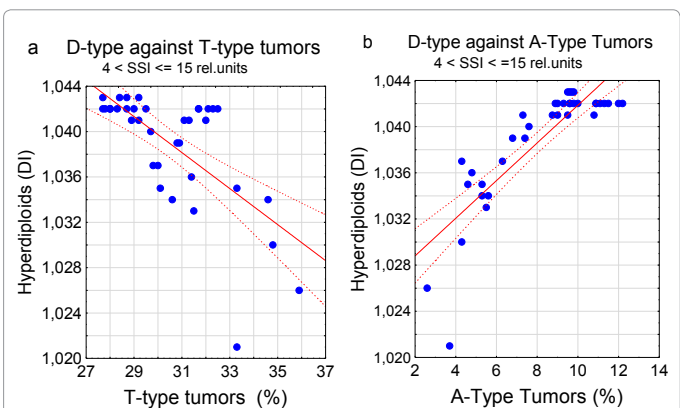 a
D-type against T-type tumors
4 < SSI <= 15 rel.units
Hyperdiploids (DI)
1,044
1,040
1,036
1,032
1,028
1,024
1,020
27 29 31 33 35 37
T-type tumors (%)
b
D-type against A-Type Tumors
4 < SSI < =15 rel.units
Hyperdiploids (DI)
1,044
1,040
1,036
1,032
1,028
1,024
1,020
2 4 6 8 10 12 14
A-Type Tumors (%)